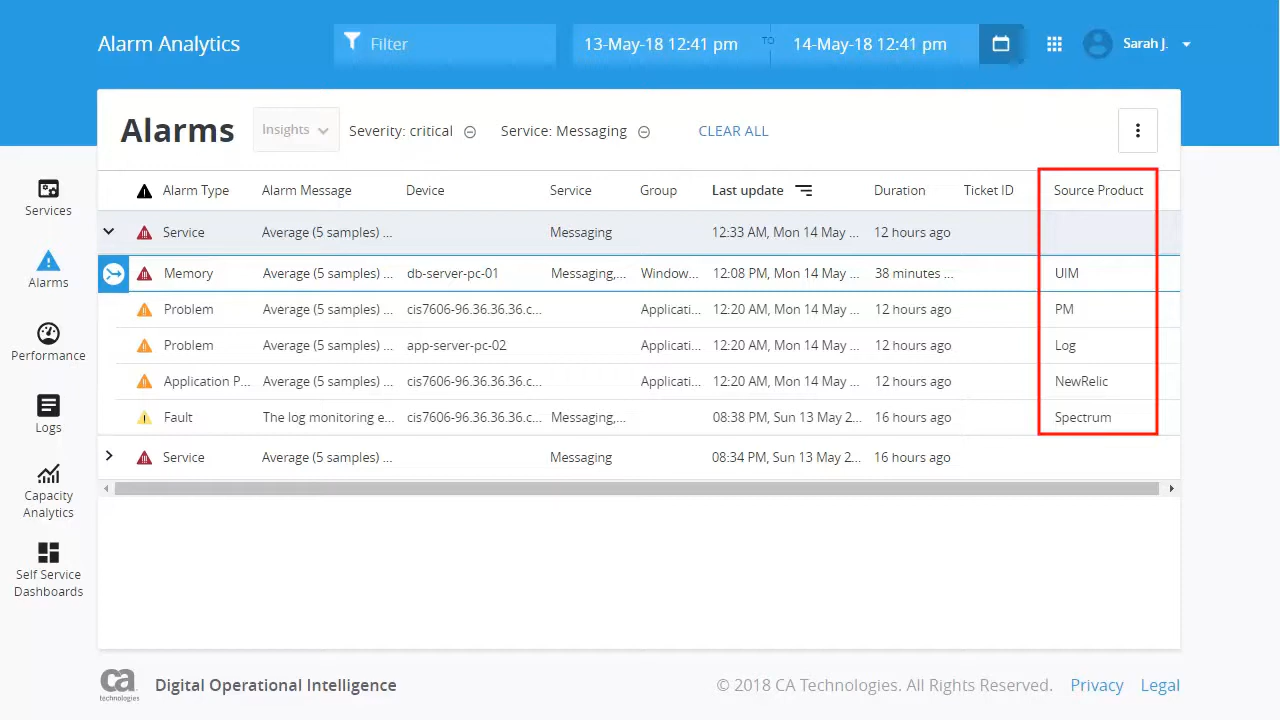 Alarm Analytics
Filter
13-May-18 12:41 pm TO 14-May-18 12:41 pm
Sarah J.
Alarms
Insights
Severity: critical
Service: Messaging
CLEAR ALL
Services
Alarms
Performance
Logs
Capacity
Analytics
Self Service
Dashboards
Alarm Type Alarm Message Device Service Group Last update Duration Ticket ID Source Product
Service Average (5 samples) ... Messaging 12:33 AM, Mon 14 May ... 12 hours ago
Memory Average (5 samples) ... db-server-pc-01 Messaging,... Window... 12:08 PM, Mon 14 May ... 38 minutes ... UIM
Problem Average (5 samples) ... cis7606-96.36.36.36.c... Applicati... 12:20 AM, Mon 14 May ... 12 hours ago PM
Problem Average (5 samples) ... app-server-pc-02 Applicati... 12:20 AM, Mon 14 May ... 12 hours ago Log
Application P... Average (5 samples) ... cis7606-96.36.36.36.c... Applicati... 12:20 AM, Mon 14 May ... 12 hours ago NewRelic
Fault The log monitoring e... cis7606-96.36.36.36.c... Messaging,... 08:38 PM, Sun 13 May 2... 16 hours ago Spectrum
Service Average (5 samples) ... Messaging 08:34 PM, Sun 13 May 2... 16 hours ago
ca
technologies
Digital Operational Intelligence
© 2018 CA Technologies. All Rights Reserved. Privacy Legal